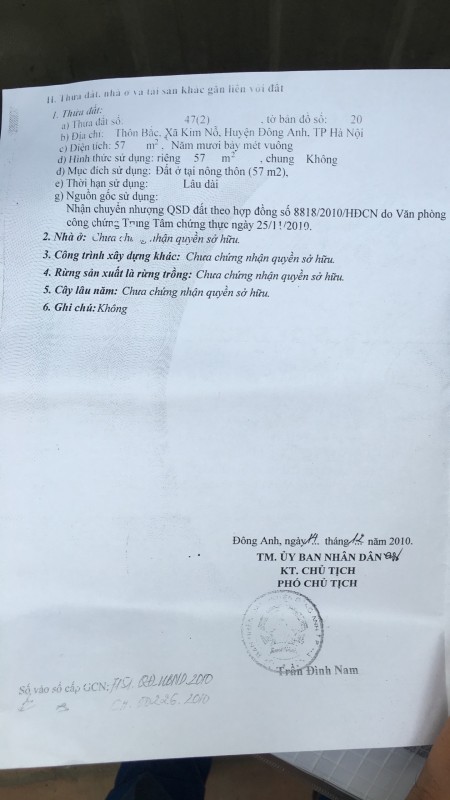 II. Thửa đất, nhà ở và tài sản khác gắn liền với đất
1. Thửa đất:
a) Thửa đất số: 47(2) , tờ bản đồ số: 20
b) Địa chỉ: Thôn Bắc, Xã Kim Nỗ, Huyện Đông Anh, TP Hà Nội
c) Diện tích: 57 m² , Năm mươi bảy mét vuông
d) Hình thức sử dụng: riêng 57 m² , chung Không
đ) Mục đích sử dụng: Đất ở tại nông thôn (57 m2),
e) Thời hạn sử dụng: Lâu dài
g) Nguồn gốc sử dụng:
Nhận chuyển nhượng QSD đất theo hợp đồng số 8818/2010/HĐCN do Văn phòng
công chứng Trung Tâm chứng thực ngày 25/11/2010.
2. Nhà ở: Chưa nhận quyền sở hữu.
3. Công trình xây dựng khác: Chưa chứng nhận quyền sở hữu.
4. Rừng sản xuất là rừng trồng: Chưa chứng nhận quyền sở hữu.
5. Cây lâu năm: Chưa chứng nhận quyền sở hữu.
6. Ghi chú: Không
Đông Anh, ngày tháng 12 năm 2010.
TM. ỦY BAN NHÂN DÂN
KT. CHỦ TỊCH
PHÓ CHỦ TỊCH
Trần Đình Nam
Số vào sổ cấp GCN: